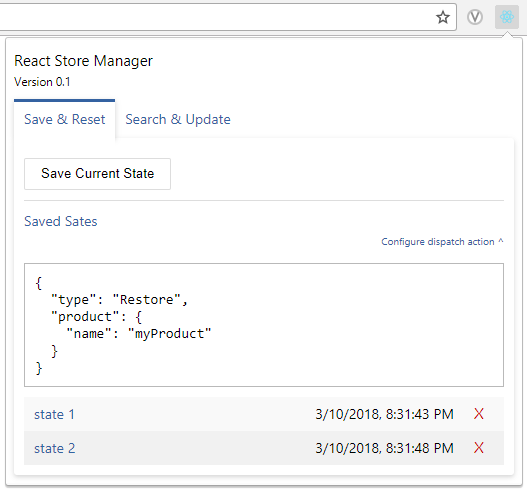 V
React Store Manager
Version 0.1
Save & Reset Search & Update
Save Current State
Saved Sates
Configure dispatch action ^
{
"type": "Restore",
"product": {
"name": "myProduct"
}
}
state 1 3/10/2018, 8:31:43 PM X
state 2 3/10/2018, 8:31:48 PM X